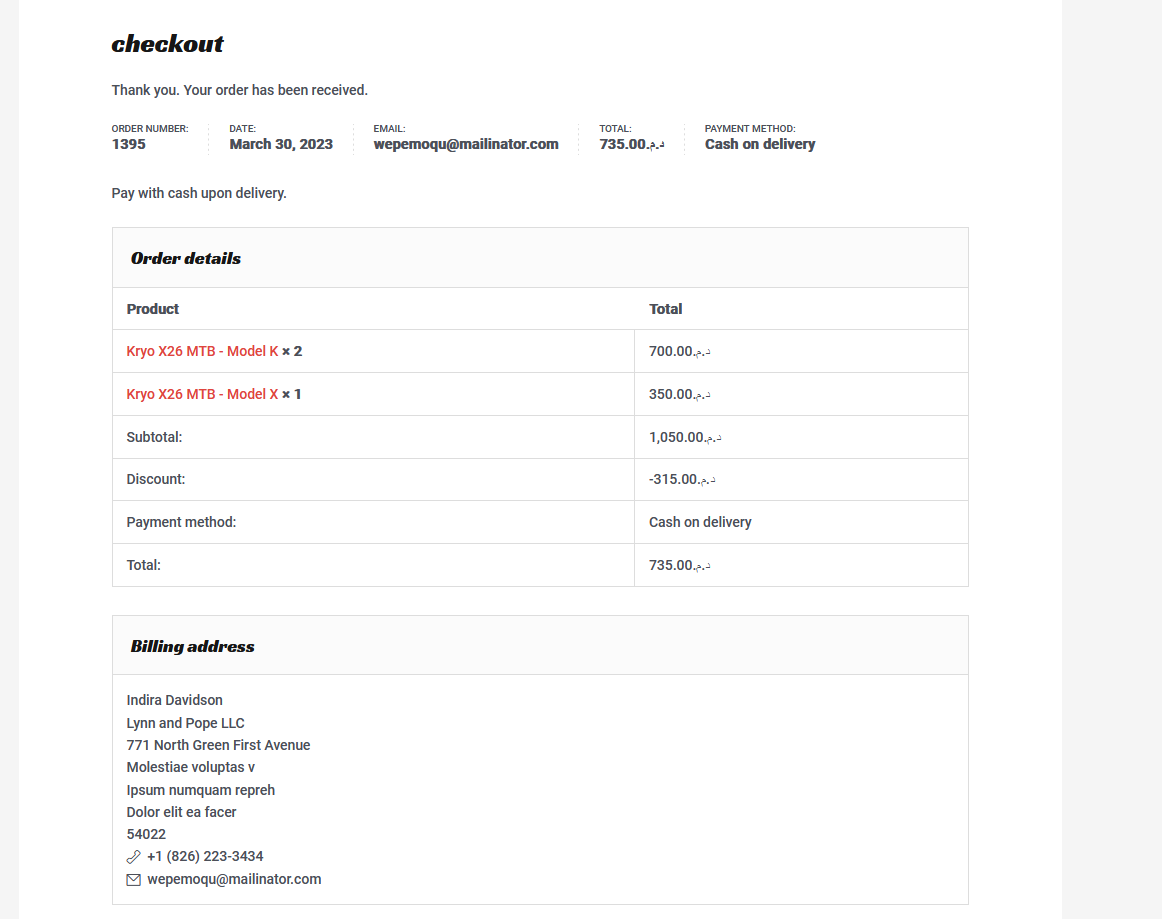 checkout
Thank you. Your order has been received.
ORDER NUMBER: DATE: EMAIL: TOTAL: PAYMENT METHOD:
1395 March 30, 2023 wepemoqu@mailinator.com 735.00د.م. Cash on delivery
Pay with cash upon delivery.
Order details
Product Total
Kryo X26 MTB - Model K × 2 700.00د.م.
Kryo X26 MTB - Model X × 1 350.00د.م.
Subtotal: 1,050.00د.م.
Discount: -315.00د.م.
Payment method: Cash on delivery
Total: 735.00د.م.
Billing address
Indira Davidson
Lynn and Pope LLC
771 North Green First Avenue
Molestiae voluptas v
Ipsum numquam repreh
Dolor elit ea facer
54022
+1 (826) 223-3434
wepemoqu@mailinator.com